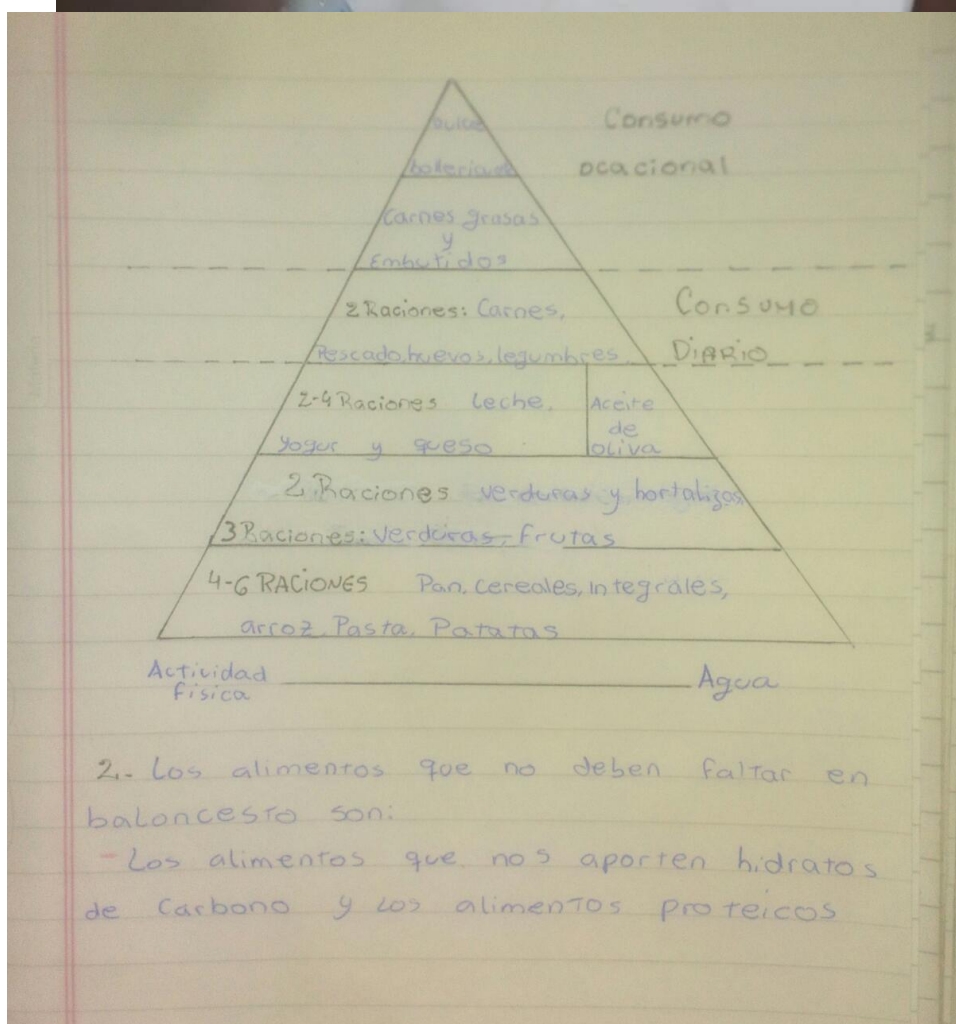 Dulces
Consumo
bolleria
ocacional
Carnes grasas
y
Embutidos
2 Raciones: Carnes,
Consumo
Pescado, huevos, legumbres
DiARio
2-4 Raciones Leche,
Yogur y queso
Aceite
de
oliva
2 Raciones verduras y hortalizas
3 Raciones: Verduras, Frutas
4-6 RACiONES Pan, cereales, integrales,
arroz, Pasta, Patatas
Actividad
Física
Agua
2.- Los alimentos que no deben faltar en
baloncesto son:
- Los alimentos que nos aporten hidratos
de Carbono y los alimentos proteicos